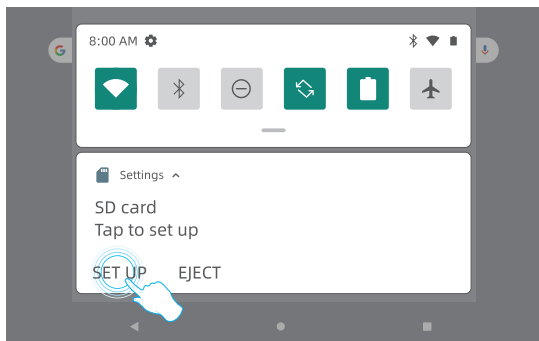 8:00 AM
Settings
SD card
Tap to set up
SET UP EJECT